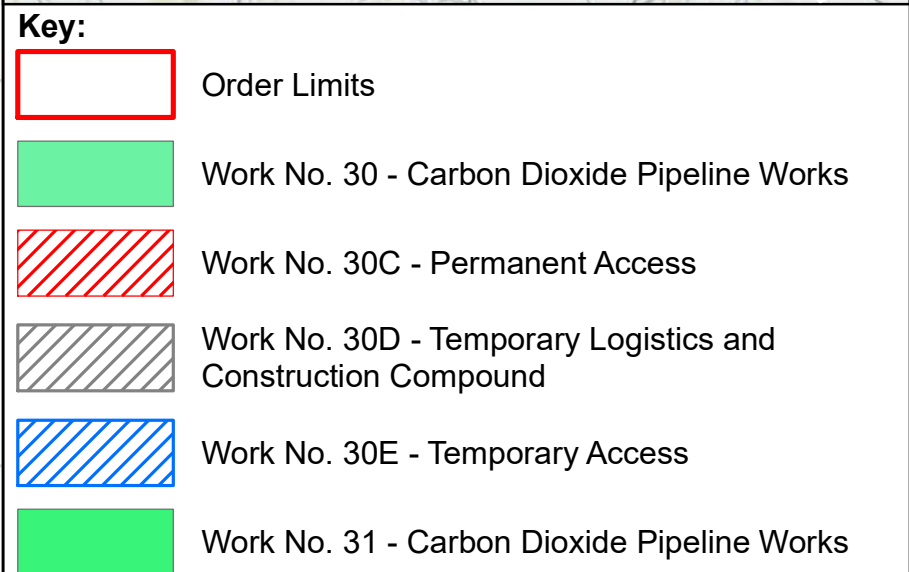 Key:
Order Limits
Work No. 30 - Carbon Dioxide Pipeline Works
Work No. 30C - Permanent Access
Work No. 30D - Temporary Logistics and
Construction Compound
Work No. 30E - Temporary Access
Work No. 31 - Carbon Dioxide Pipeline Works